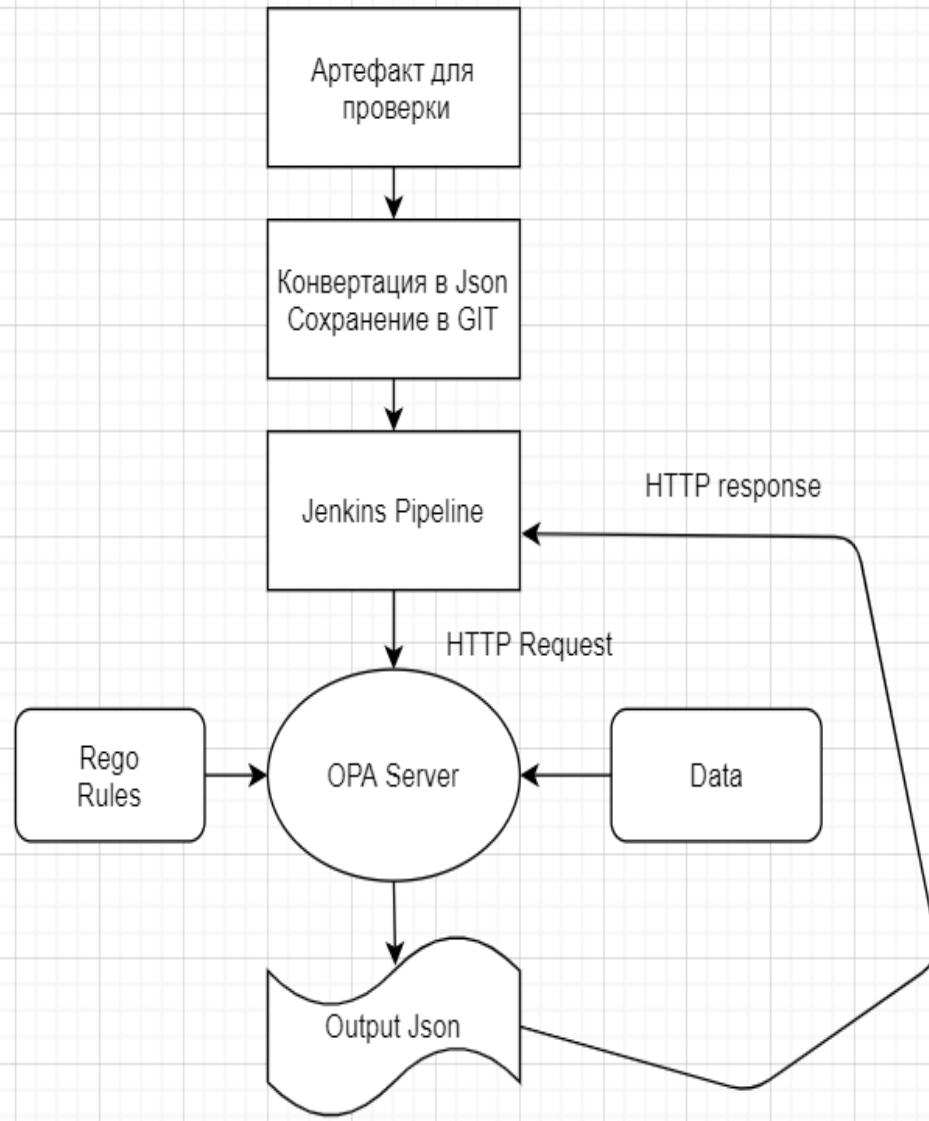 Артефакт для
проверки
Конвертация в Json
Сохранение в GIT
Jenkins Pipeline
HTTP response
HTTP Request
Rego
Rules
OPA Server
Data
Output Json